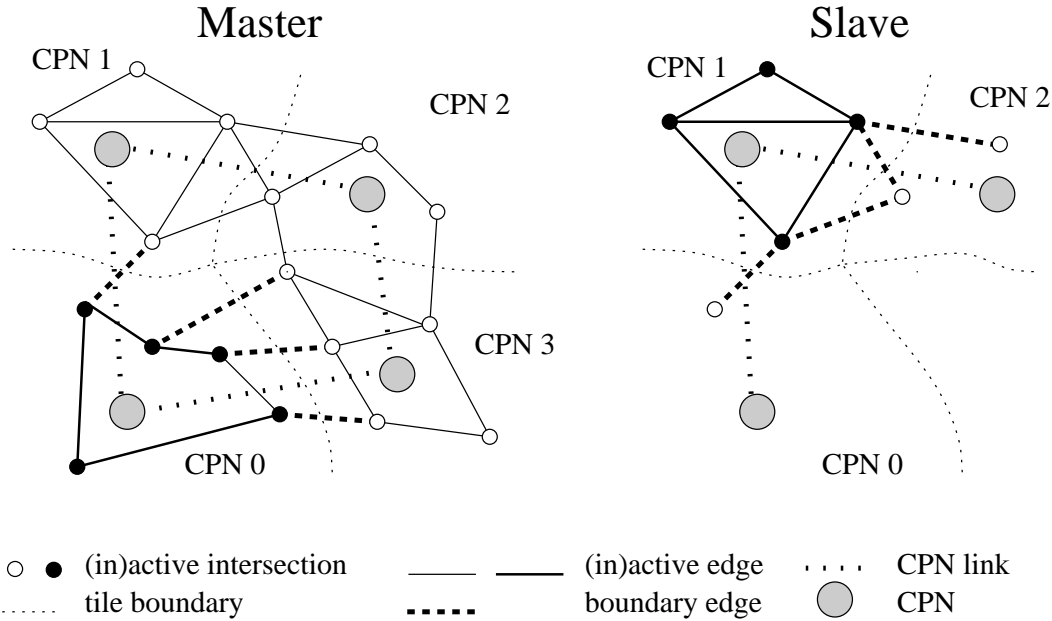 Master
Slave
CPN 1
CPN 2
CPN 1
CPN 2
CPN 3
CPN 0
CPN 0
(in)active intersection
(in)active edge
CPN link
tile boundary
boundary edge
CPN